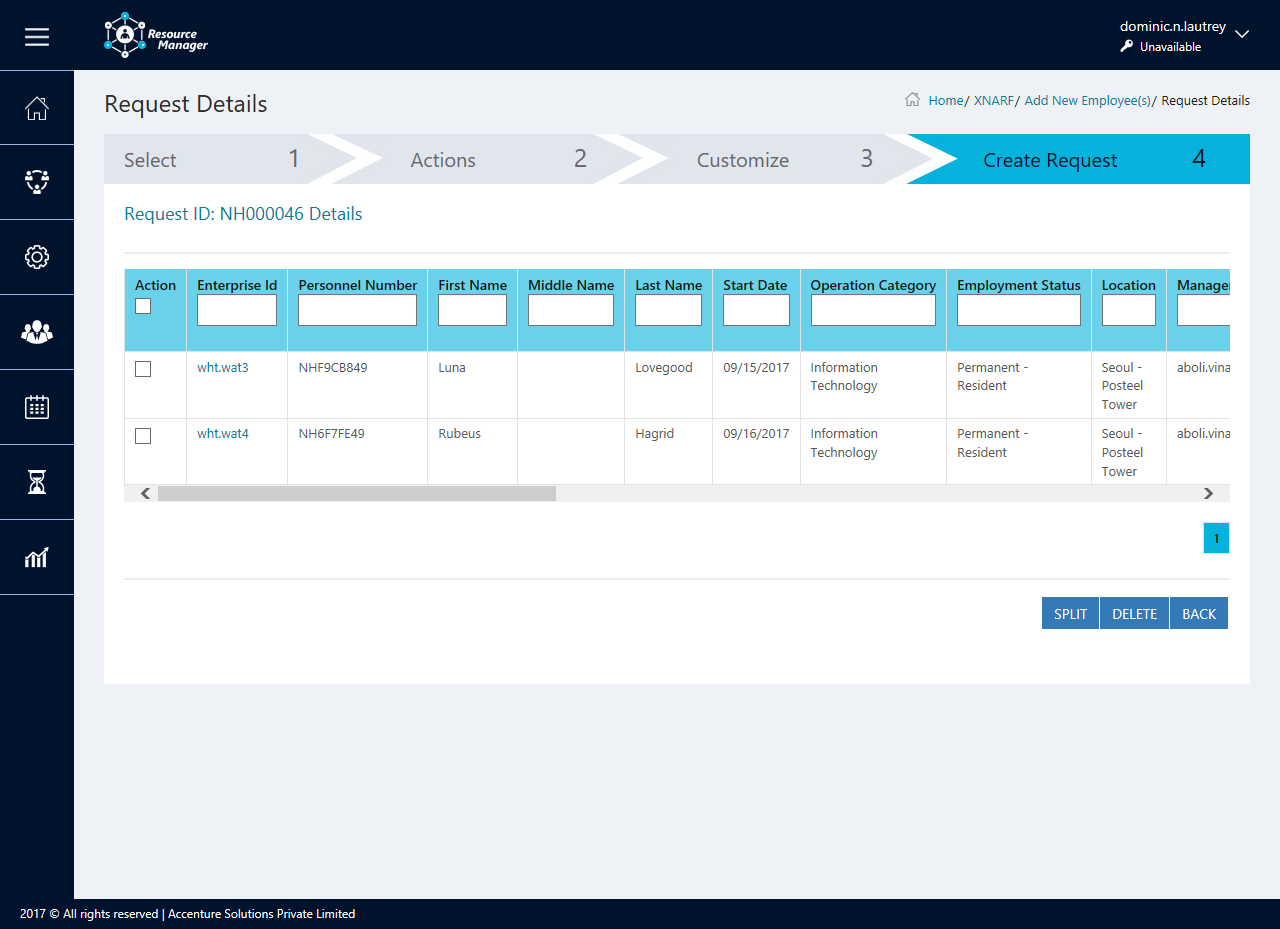 Resource
Manager
dominic.n.lautrey
Unavailable
Request Details
Home/ XNARF/ Add New Employee(s)/ Request Details
Select 1 Actions 2 Customize 3 Create Request 4
Request ID: NH000046 Details
Action Enterprise Id Personnel Number First Name Middle Name Last Name Start Date Operation Category Employment Status Location Manager
wht.wat3 NHF9CB849 Luna Lovegood 09/15/2017 Information Permanent - Seoul - aboli.vina
Technology Resident Posteel
Tower
wht.wat4 NH6F7FE49 Rubeus Hagrid 09/16/2017 Information Permanent - Seoul - aboli.vina
Technology Resident Posteel
Tower
1
SPLIT DELETE BACK
2017 © All rights reserved | Accenture Solutions Private Limited